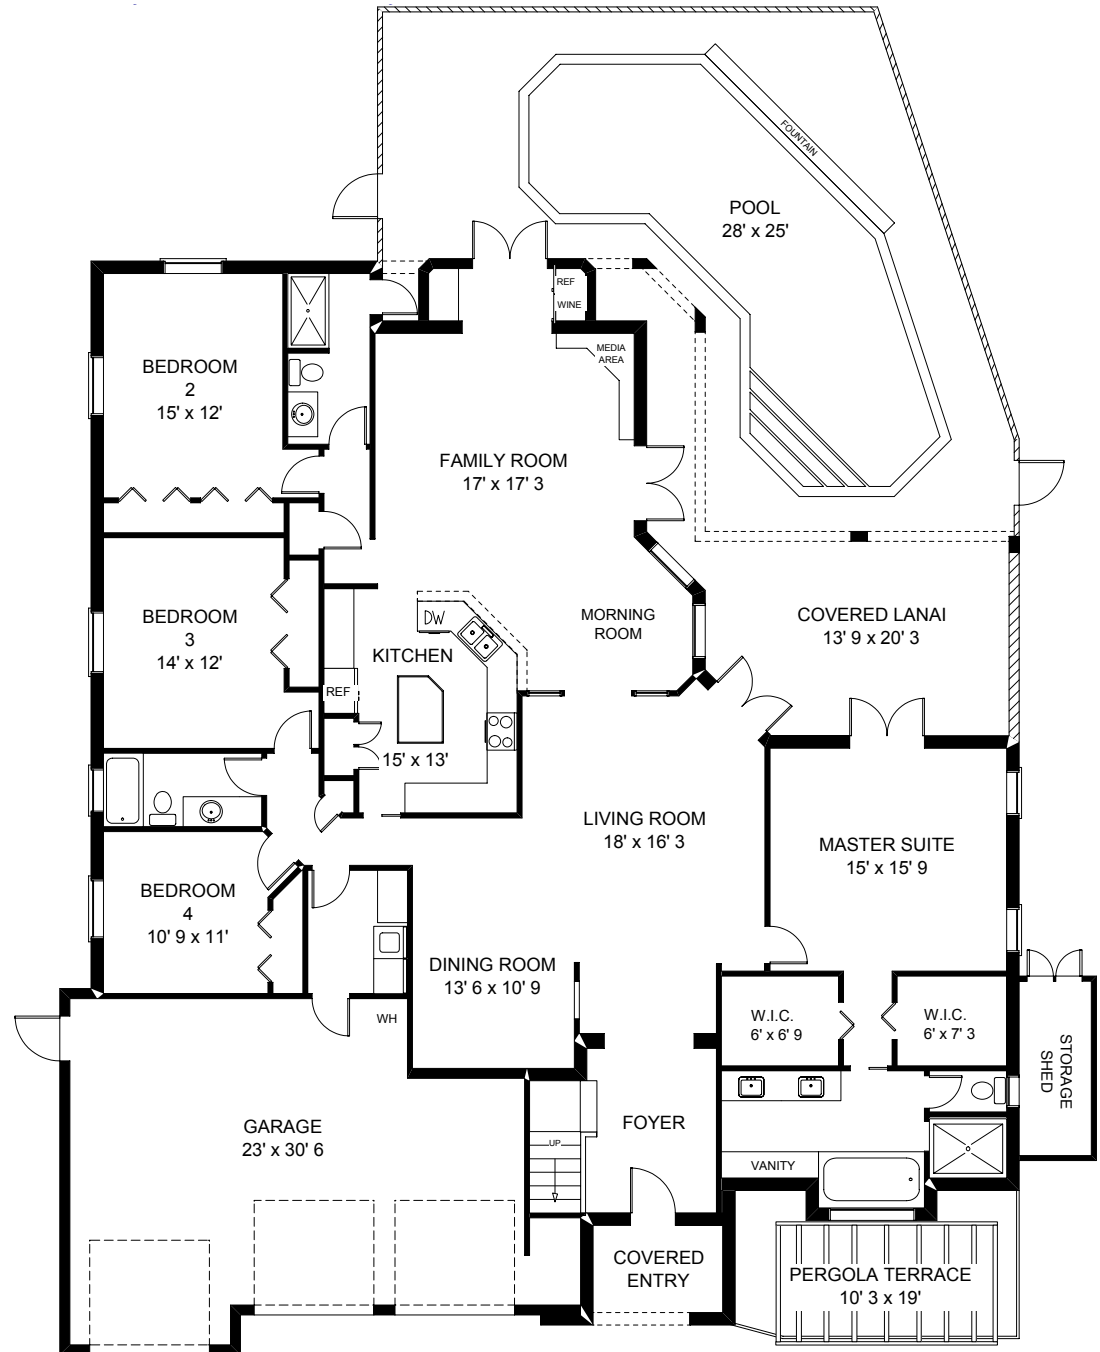 FOUNTAIN
POOL
28' x 25'
REF
WINE
MEDIA
AREA
BEDROOM
2
15' x 12'
FAMILY ROOM
17' x 17' 3
BEDROOM
3
14' x 12'
DW
MORNING
ROOM
COVERED LANAI
13' 9 x 20' 3
KITCHEN
REF
15' x 13'
LIVING ROOM
18' x 16' 3
MASTER SUITE
15' x 15' 9
BEDROOM
4
10' 9 x 11'
DINING ROOM
13' 6 x 10' 9
WH
W.I.C.
6' x 6' 9
W.I.C.
6' x 7' 3
STORAGE
SHED
GARAGE
23' x 30' 6
FOYER
UP
VANITY
COVERED
ENTRY
PERGOLA TERRACE
10' 3 x 19'